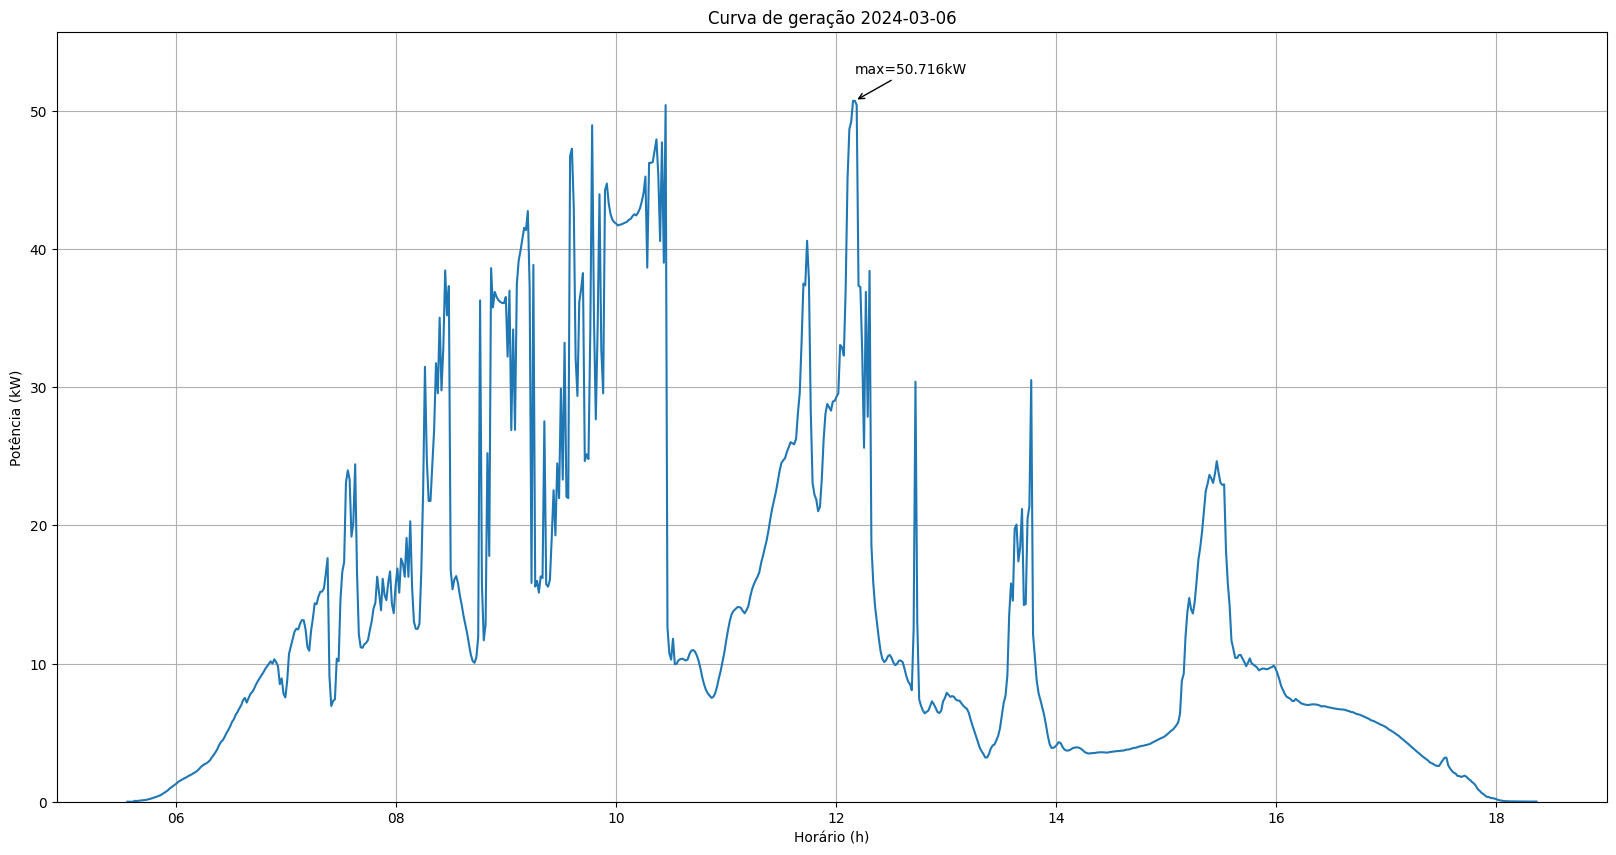 Curva de geração 2024-03-06
max=50.716kW
50
40
30
20
10
0
Potência (kW)
06 08 10 12 14 16 18
Horário (h)